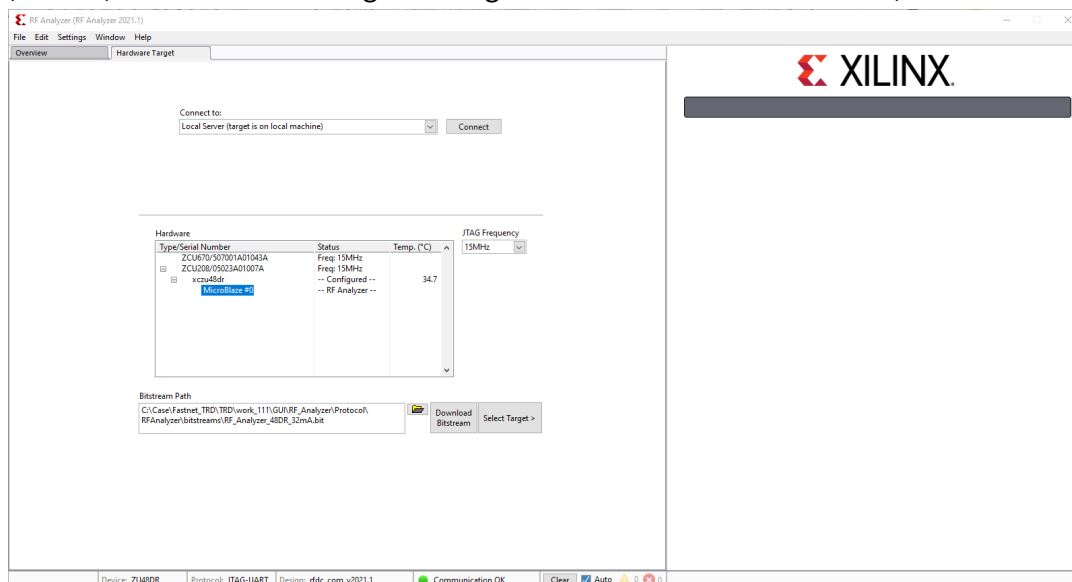 RF Analyzer (RF Analyzer 2021.1)
File Edit Settings Window Help
Overview Hardware Target
XILINX.
Connect to:
Local Server (target is on local machine) Connect
Hardware JTAG Frequency
Type/Serial Number Status Temp. (°C) 15MHz
ZCU670/507001A01043A Freq: 15MHz
ZCU208/05023A01007A Freq: 15MHz
xczu48dr -- Configured -- 34.7
MicroBlaze #0 -- RF Analyzer --
Bitstream Path
C:\Case\Fastnet_TRD\TRD\work_111\GUI\RF_Analyzer\Protocol\
RFAnalyzer\bitstreams\RF_Analyzer_48DR_32mA.bit
Download
Bitstream
Select Target >
Device: ZU48DR Protocol: JTAG-UART Design: rfdc_com_v2021.1 Communication OK Clear Auto 0 0